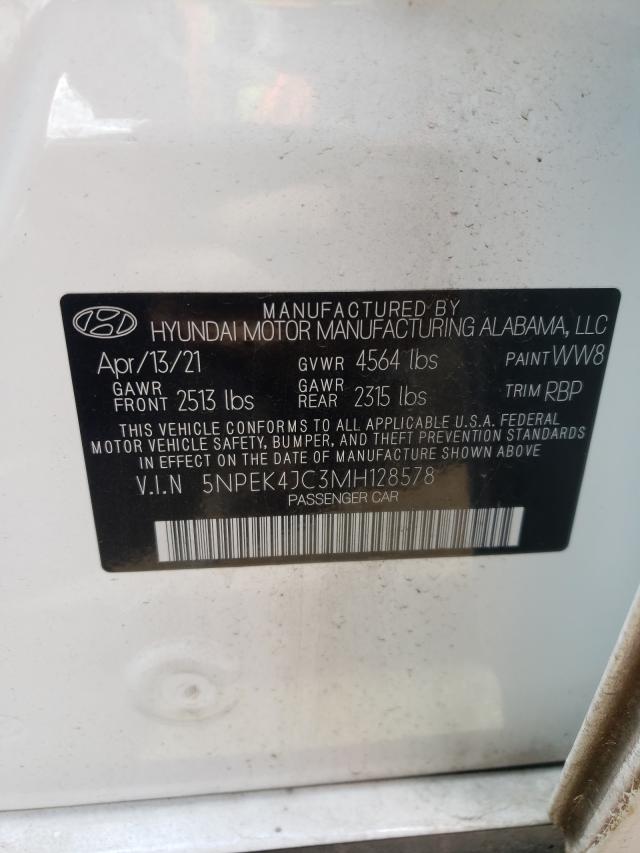 MANUFACTURED BY
HYUNDAI MOTOR MANUFACTURING ALABAMA, LLC
Apr/13/21 GVWR 4564 lbs PAINT WW8
GAWR FRONT 2513 lbs GAWR REAR 2315 lbs TRIM RBP
THIS VEHICLE CONFORMS TO ALL APPLICABLE U.S.A. FEDERAL
MOTOR VEHICLE SAFETY, BUMPER, AND THEFT PREVENTION STANDARDS
IN EFFECT ON THE DATE OF MANUFACTURE SHOWN ABOVE
V.I.N 5NPEK4JC3MH128578
PASSENGER CAR